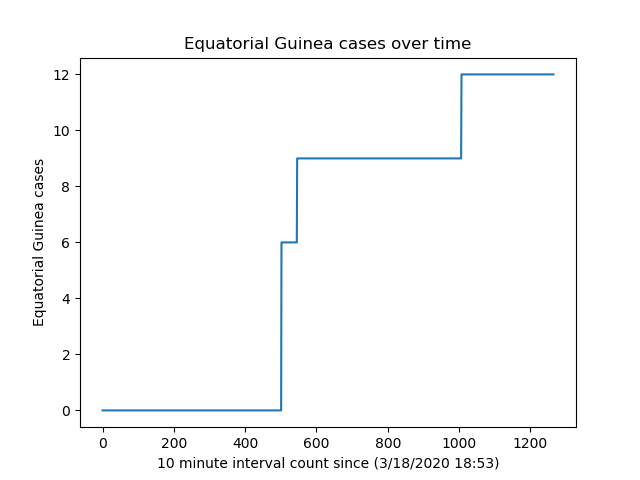 Equatorial Guinea cases over time
12
10
8
6
4
2
0
Equatorial Guinea cases
0 200 400 600 800 1000 1200
10 minute interval count since (3/18/2020 18:53)